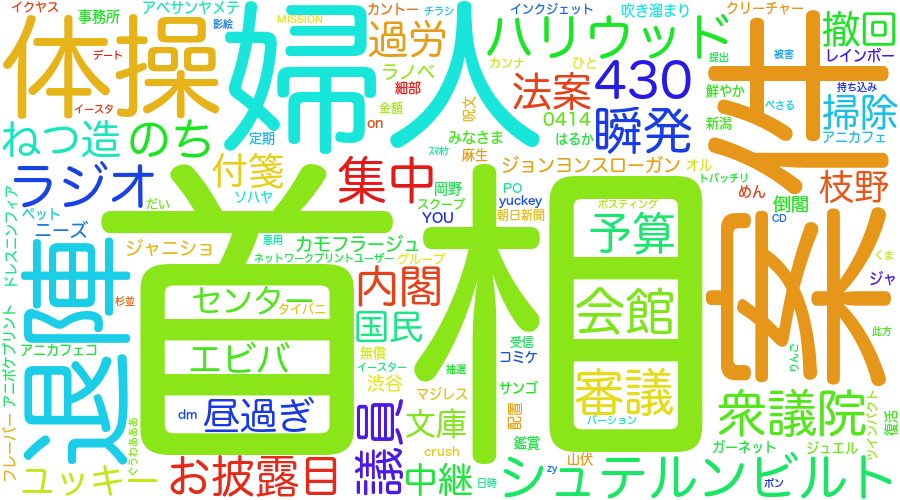 イクヤス
事務所
アベサンヤメテ
影絵
MISSION
カントー
チラシ
インクジェット
吹き溜まり
クリーチャー
撤回
体操
デート
イースタ
婦人
過労
ハリウッド
カンナ
ひと
提出
被害
レインボー
ラノベ
細部
金額
on
呪文
法案
430
鮮やか
持ち込み
ぺさる
掃除
ねつ造
のち
定期
みなさま
スマホケ
麻生
0414
はるか
瞬発
新潟
アニカフェ
安住
ラジオ
付箋
集中
ソハヤ
岡野
スクープ
ジョンヨンスローガン
オル
トバッチリ
めん
枝野
PO
yuckey
YOU
朝日新聞
ポスティング
倒閣
CD
ドレスニンフィア
ペット
ニーズ
だい
ジャニショ
悪用
カモフラージュ
ネットワークプリントユーザー
グループ
予算
くま
ジャ
退陣
首相
杉並
センター
タイバニ
内閣
会館
国民
案
此方
アニポケプリント
アニカフェコ
エビバ
無償
イースター
受信
コミケ
抽選
りんご
渋谷
サンゴ
マジレス
審議
dm
昼過ぎ
議員
文庫
配置
バーション
衆議院
ツインパクト
復活
フレーバー
ぐうわぁああ
crush
鑑賞
ガーネット
ジュエル
ユッキー
お披露目
中継
日時
山伏
zy
シュテルンビルト
ポン